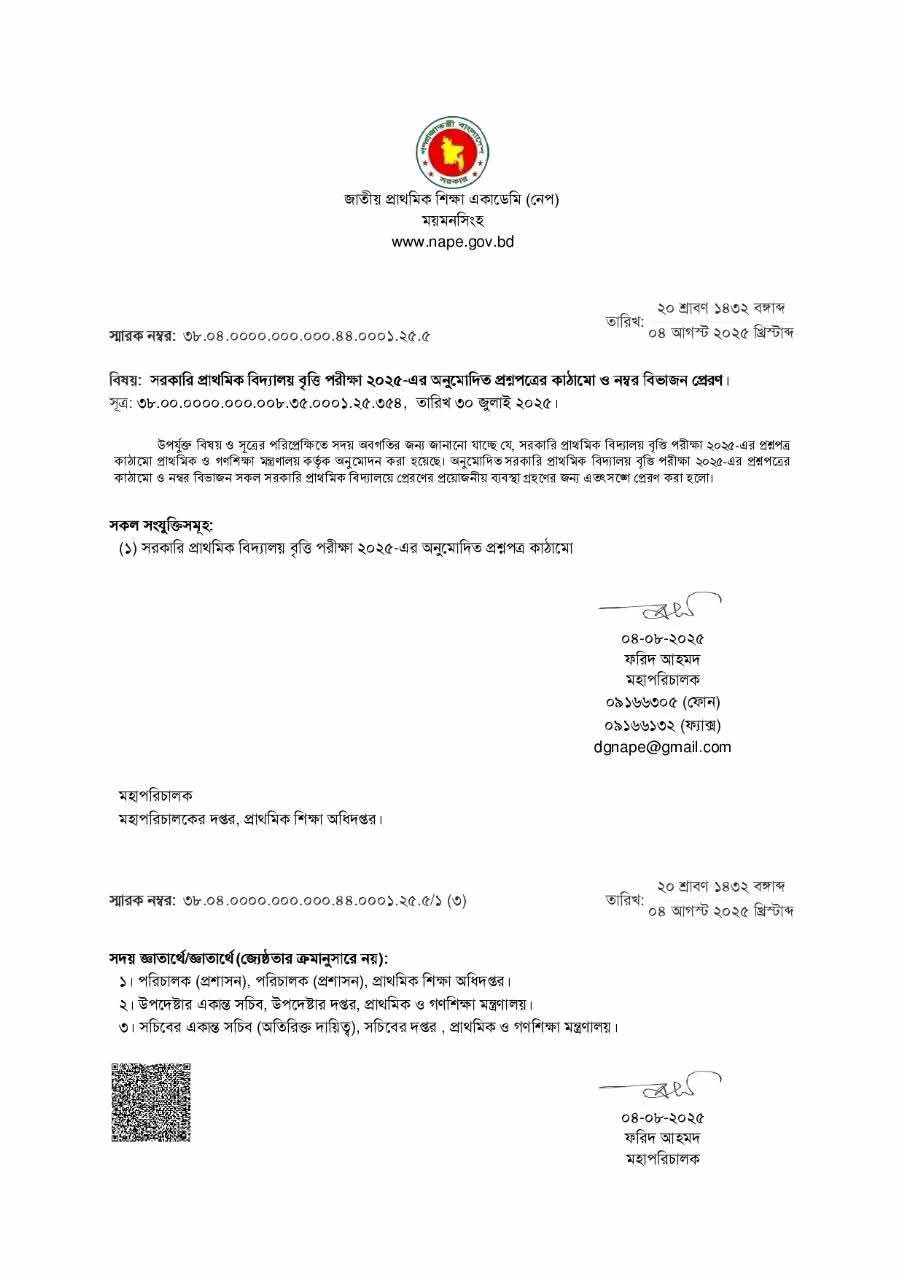 গণপ্রজাতন্ত্রী বাংলাদেশ
সরকার
জাতীয় প্রাথমিক শিক্ষা একাডেমি (নেপ)
ময়মনসিংহ
www.nape.gov.bd
স্মারক নম্বর: ৩৮.০৪.০০০০.০০০.০০০.৪৪.০০০১.২৫.৫
তারিখ:
২০ শ্রাবণ ১৪৩২ বঙ্গাব্দ
০৪ আগস্ট ২০২৫ খ্রিস্টাব্দ
বিষয়: সরকারি প্রাথমিক বিদ্যালয় বৃত্তি পরীক্ষা ২০২৫-এর অনুমোদিত প্রশ্নপত্রের কাঠামো ও নম্বর বিভাজন প্রেরণ।
সূত্র: ৩৮.০০.০০০০.০০০.০০৮.৩৫.০০০১.২৫.৩৫৪, তারিখ ৩০ জুলাই ২০২৫।
উপর্যুক্ত বিষয় ও সূত্রের পরিপ্রেক্ষিতে সদয় অবগতির জন্য জানানো যাচ্ছে যে, সরকারি প্রাথমিক বিদ্যালয় বৃত্তি পরীক্ষা ২০২৫-এর প্রশ্নপত্র
কাঠামো প্রাথমিক ও গণশিক্ষা মন্ত্রণালয় কর্তৃক অনুমোদন করা হয়েছে। অনুমোদিত সরকারি প্রাথমিক বিদ্যালয় বৃত্তি পরীক্ষা ২০২৫-এর প্রশ্নপত্রের
কাঠামো ও নম্বর বিভাজন সকল সরকারি প্রাথমিক বিদ্যালয়ে প্রেরণের প্রয়োজনীয় ব্যবস্থা গ্রহণের জন্য এতৎসঙ্গে প্রেরণ করা হলো।
সকল সংযুক্তিসমূহ:
(১) সরকারি প্রাথমিক বিদ্যালয় বৃত্তি পরীক্ষা ২০২৫-এর অনুমোদিত প্রশ্নপত্র কাঠামো
০৪-০৮-২০২৫
ফরিদ আহমদ
মহাপরিচালক
০৯১৬৬৩০৫ (ফোন)
০৯১৬৬১৩২ (ফ্যাক্স)
dgnape@gmail.com
মহাপরিচালক
মহাপরিচালকের দপ্তর, প্রাথমিক শিক্ষা অধিদপ্তর।
স্মারক নম্বর: ৩৮.০৪.০০০০.০০০.০০০.৪৪.০০০১.২৫.৫/১ (৩)
তারিখ:
২০ শ্রাবণ ১৪৩২ বঙ্গাব্দ
০৪ আগস্ট ২০২৫ খ্রিস্টাব্দ
সদয় জ্ঞাতার্থে/জ্ঞাতার্থে (জ্যেষ্ঠতার ক্রমানুসারে নয়):
১। পরিচালক (প্রশাসন), পরিচালক (প্রশাসন), প্রাথমিক শিক্ষা অধিদপ্তর।
২। উপদেষ্টার একান্ত সচিব, উপদেষ্টার দপ্তর, প্রাথমিক ও গণশিক্ষা মন্ত্রণালয়।
৩। সচিবের একান্ত সচিব (অতিরিক্ত দায়িত্ব), সচিবের দপ্তর , প্রাথমিক ও গণশিক্ষা মন্ত্রণালয়।
০৪-০৮-২০২৫
ফরিদ আহমদ
মহাপরিচালক